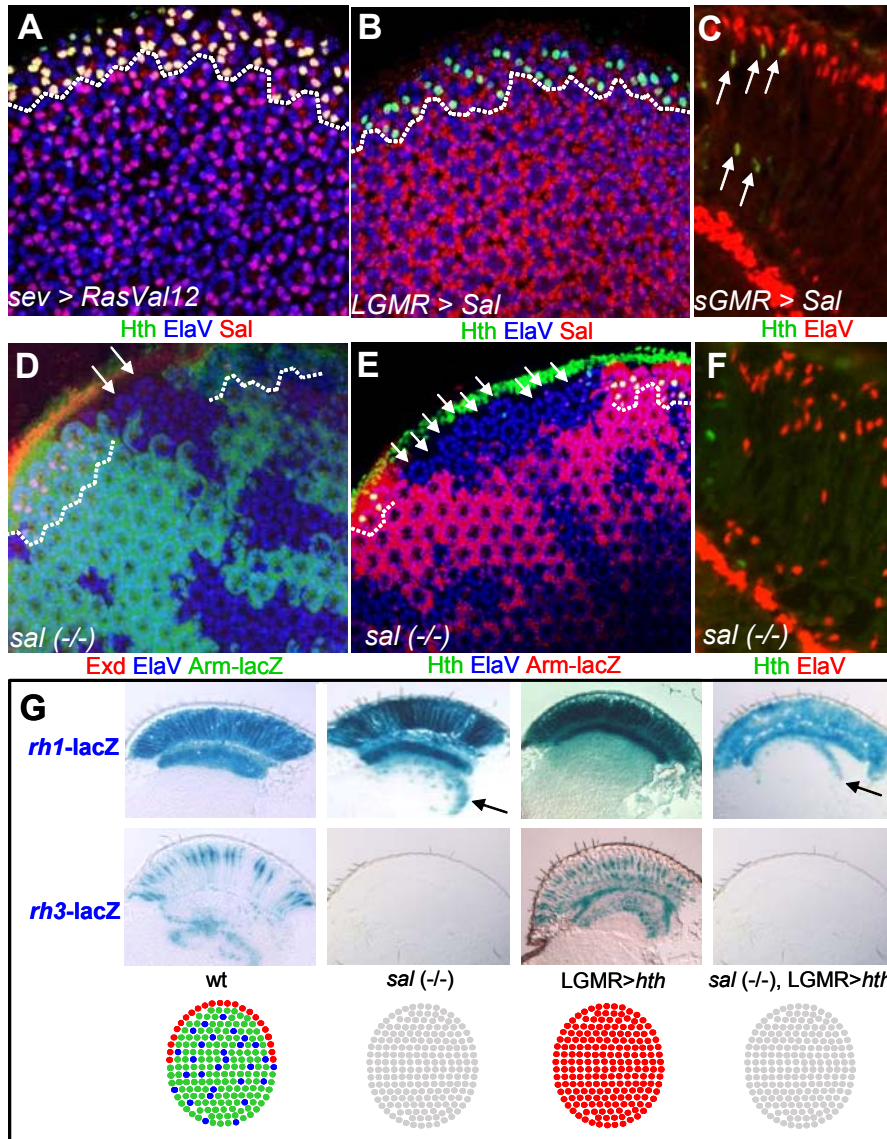 A
B
C
sev > RasVal12
LGMR > Sal
sGMR > Sal
Hth ElaV Sal
Hth ElaV Sal
Hth ElaV
D
E
F
sal (-/-)
sal (-/-)
sal (-/-)
Exd ElaV Arm-lacZ
Hth ElaV Arm-lacZ
Hth ElaV
G
rh1-lacZ
rh3-lacZ
wt
sal (-/-)
LGMR>hth
sal (-/-), LGMR>hth